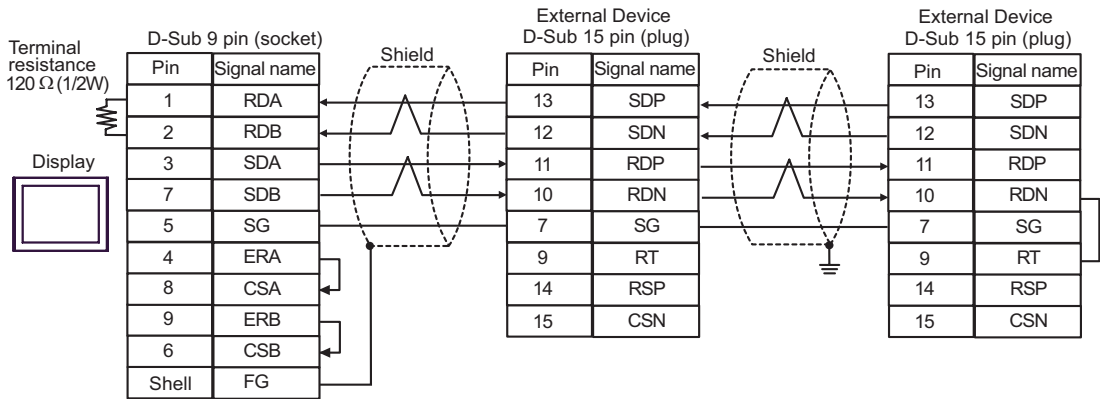 Terminal
resistance
120 Ω (1/2W)
Display
D-Sub 9 pin (socket)
Pin Signal name
1 RDA
2 RDB
3 SDA
7 SDB
5 SG
4 ERA
8 CSA
9 ERB
6 CSB
Shell FG
Shield
External Device
D-Sub 15 pin (plug)
Pin Signal name
13 SDP
12 SDN
11 RDP
10 RDN
7 SG
9 RT
14 RSP
15 CSN
Shield
External Device
D-Sub 15 pin (plug)
Pin Signal name
13 SDP
12 SDN
11 RDP
10 RDN
7 SG
9 RT
14 RSP
15 CSN